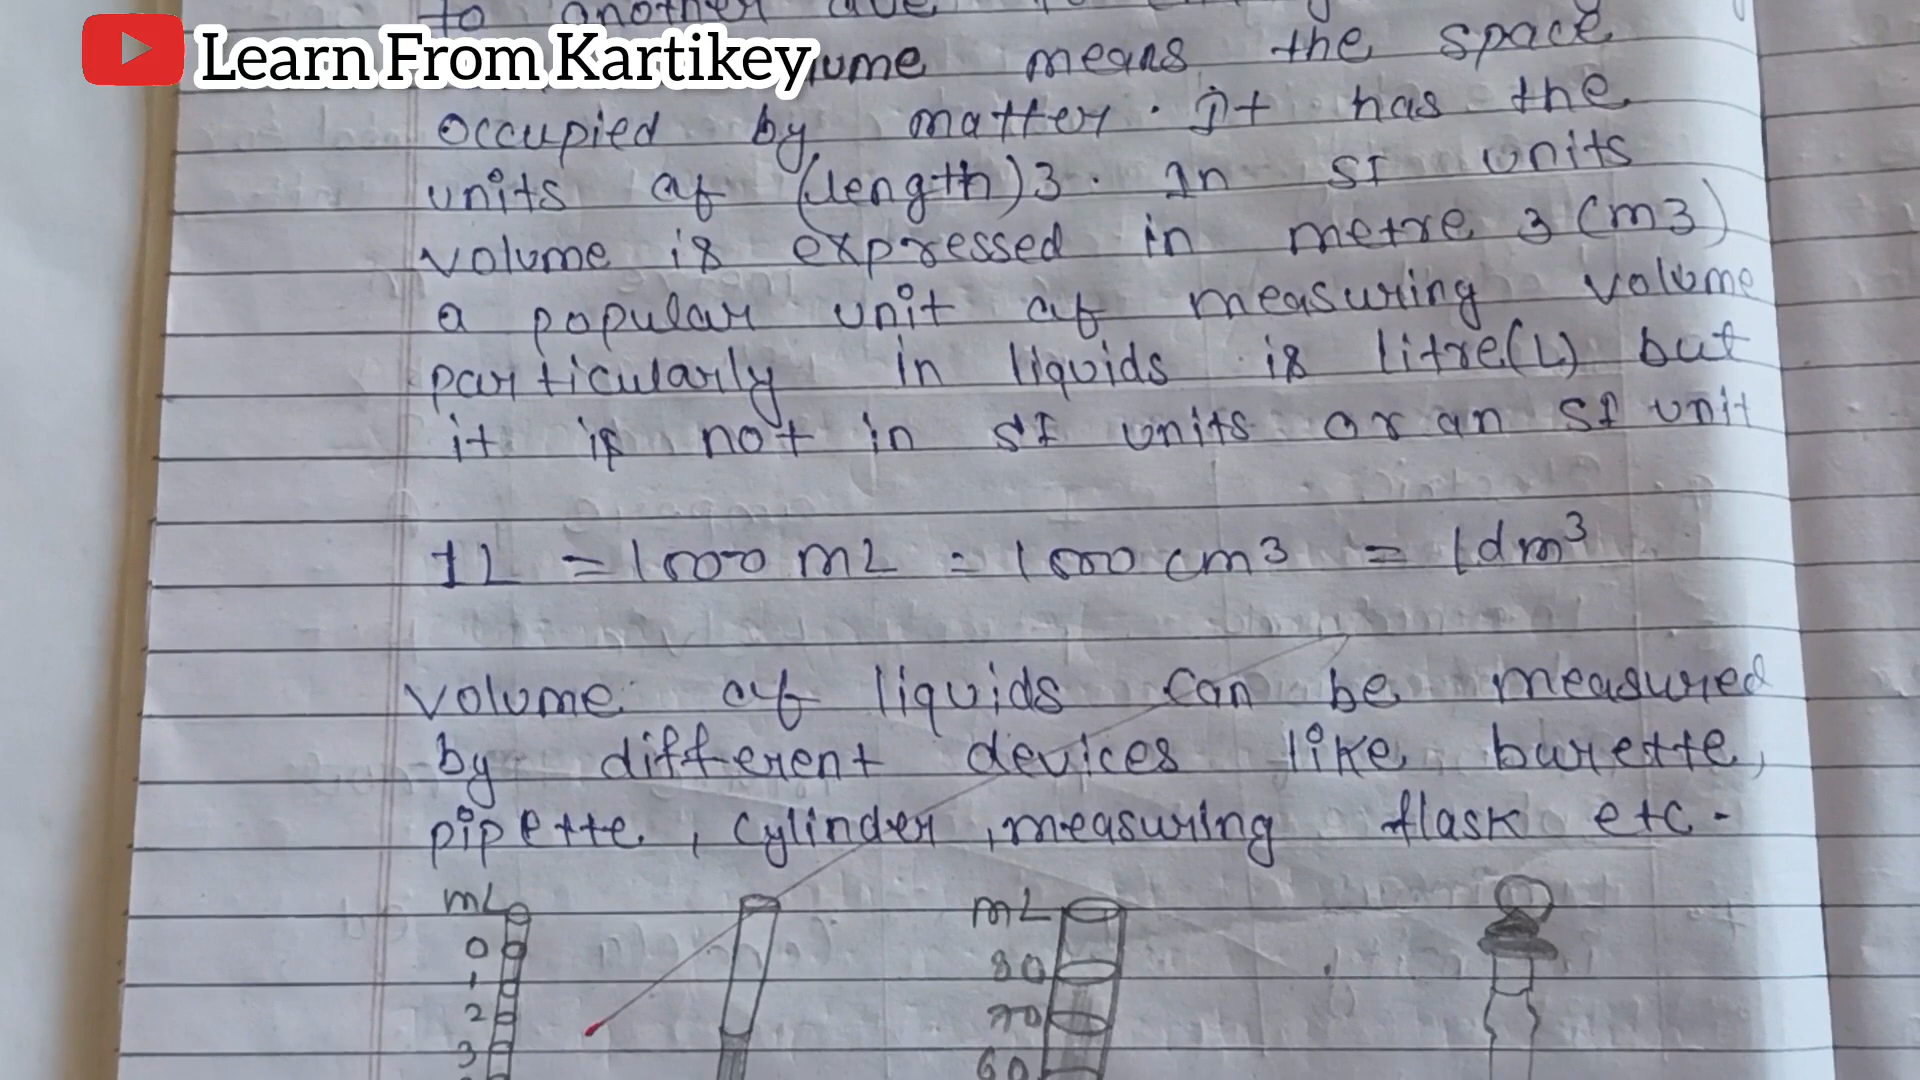 to another
Learn From Kartikey
ume means the space
occupied by matter. It has the
units of (length)3. In SI units
volume is expressed in metre 3 (m3)
a popular unit of measuring volume
particularly in liquids is litre(L) but
it is not in SI units or an SI unit
1L = 1000 mL = 1000 cm3 = 1dm³
volume of liquids can be measured
by different devices like burette,
pipette, cylinder, measuring flask etc.
mL
0
1
2
3
mL
80
70
60